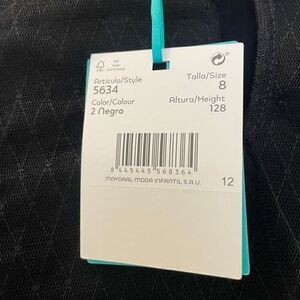 FSC
Artículo/Style
5634
Talla/Size
8
Color/Colour
2 Negro
Altura/Height
128
8 445445 568364
MAYORAL MODA INFANTIL S.A.U.
12